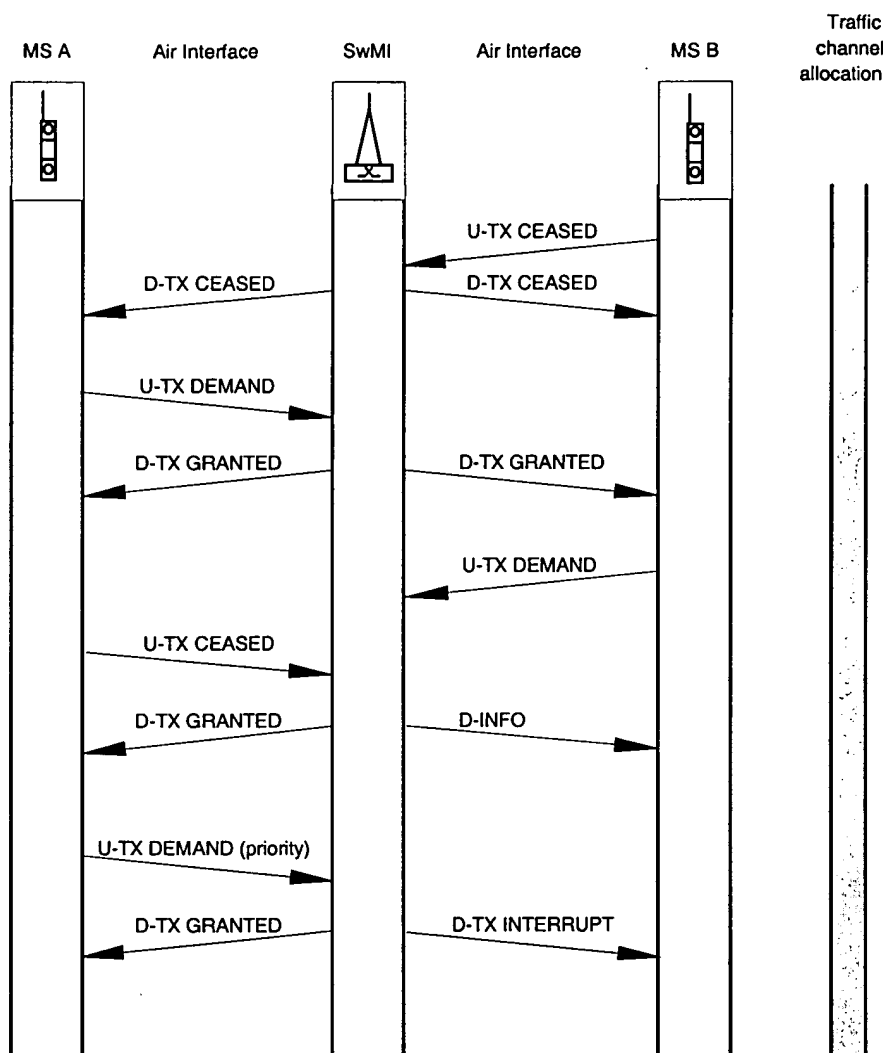 Traffic
channel
allocation
MS A Air Interface SwMI Air Interface MS B
U-TX CEASED
D-TX CEASED D-TX CEASED
U-TX DEMAND
D-TX GRANTED D-TX GRANTED
U-TX DEMAND
U-TX CEASED
D-TX GRANTED D-INFO
U-TX DEMAND (priority)
D-TX GRANTED D-TX INTERRUPT